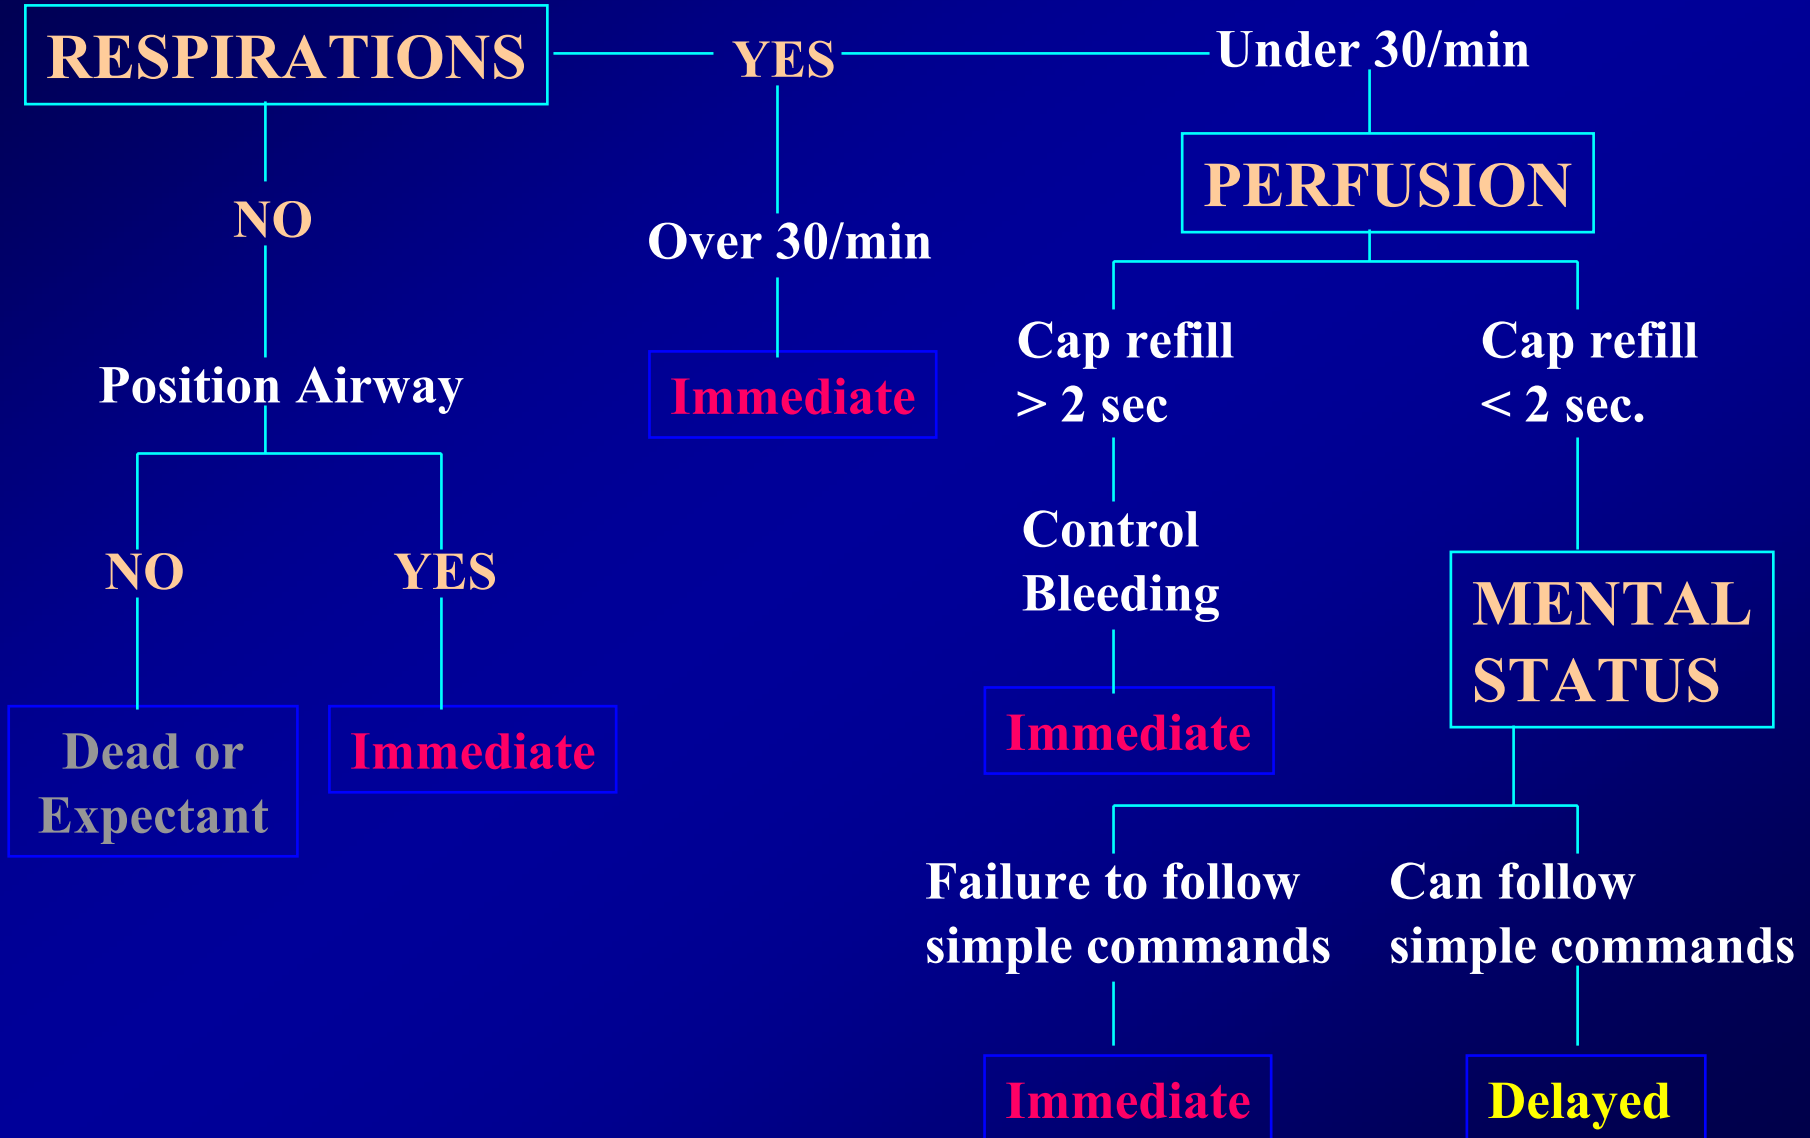 RESPIRATIONS
YES
Under 30/min
PERFUSION
NO
Over 30/min
Cap refill
> 2 sec
Cap refill
< 2 sec.
Position Airway
Immediate
Control
Bleeding
NO
YES
MENTAL
STATUS
Dead or
Expectant
Immediate
Immediate
Failure to follow
simple commands
Can follow
simple commands
Immediate
Delayed